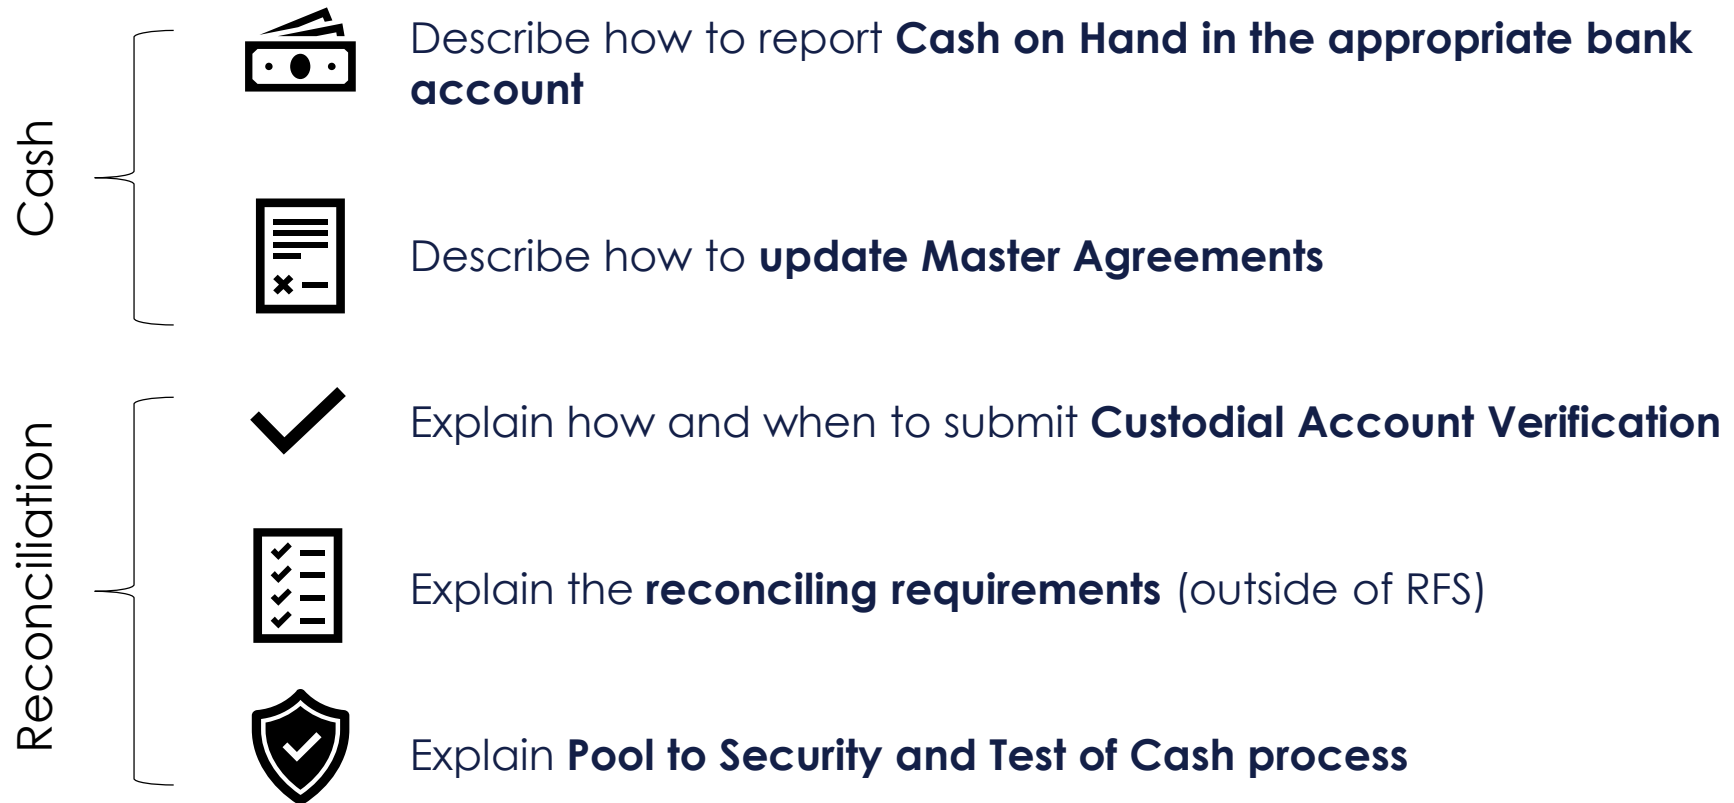 Cash
Describe how to report Cash on Hand in the appropriate bank
account
Describe how to update Master Agreements
Reconciliation
Explain how and when to submit Custodial Account Verification
Explain the reconciling requirements (outside of RFS)
Explain Pool to Security and Test of Cash process